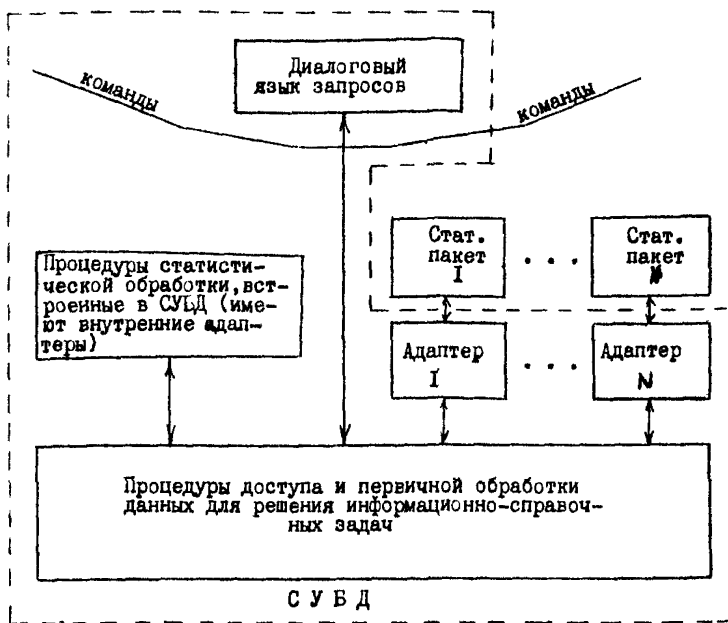 Диалоговый
язык запросов
команды
команды
Стат.
пакет
I
. . .
Стат.
пакет
N
Процедуры статисти-
ческой обработки, вст-
роенные в СУБД (име-
ют внутренние адап-
теры)
Адаптер
I
. . .
Адаптер
N
Процедуры доступа и первичной обработки
данных для решения информационно-справоч-
ных задач
С У Б Д